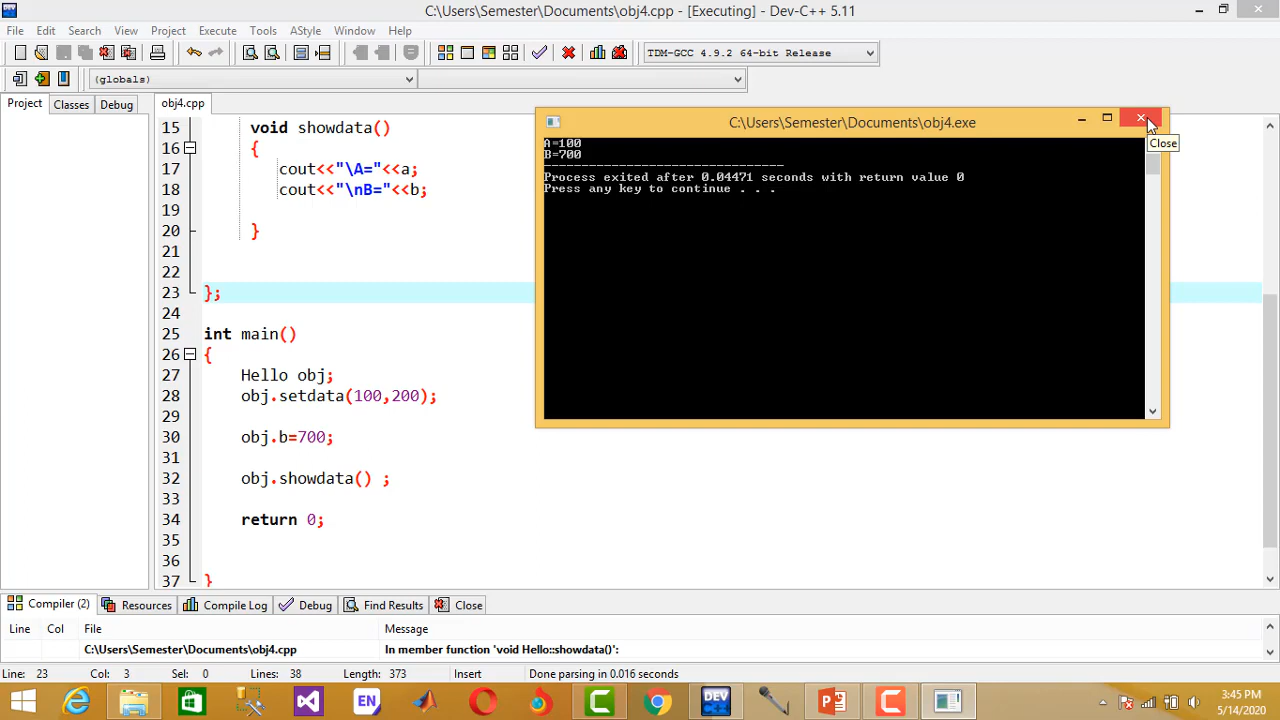 C:\Users\Semester\Documents\obj4.cpp - [Executing] - Dev-C++ 5.11
File Edit Search View Project Execute Tools AStyle Window Help
TDM-GCC 4.9.2 64-bit Release
(globals)
Project Classes Debug obj4.cpp
15 void showdata()
16 {
17 cout<<"\A="<<a;
18 cout<<"\nB="<<b;
19
20 }
21
22
23 };
24
25 int main()
26 {
27 Hello obj;
28 obj.setdata(100,200);
29
30 obj.b=700;
31
32 obj.showdata() ;
33
34 return 0;
35
36
37 }
C:\Users\Semester\Documents\obj4.exe
Close
A=100
B=700
--------------------------------
Process exited after 0.04471 seconds with return value 0
Press any key to continue . . .
Compiler (2) Resources Compile Log Debug Find Results Close
Line Col File Message
C:\Users\Semester\Documents\obj4.cpp In member function 'void Hello::showdata()':
Line: 23 Col: 3 Sel: 0 Lines: 38 Length: 373 Insert Done parsing in 0.016 seconds
EN
DEV
3:45 PM
5/14/2020